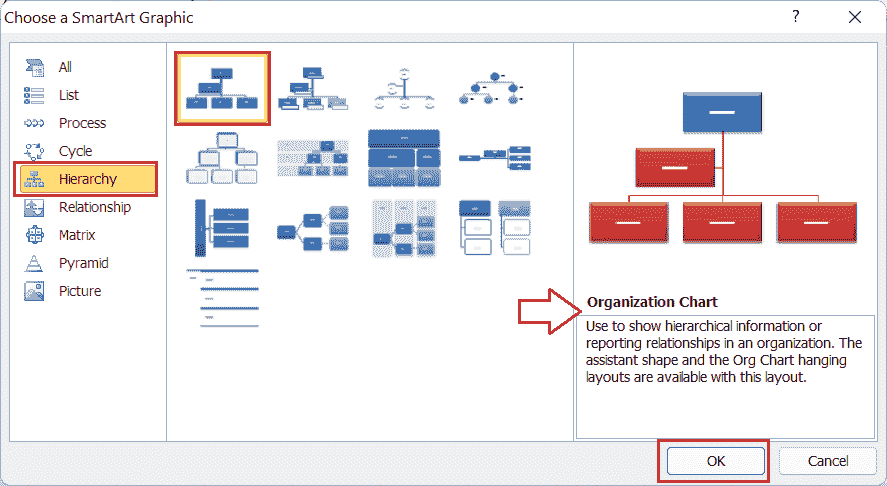 Choose a SmartArt Graphic
?
All
List
Process
Cycle
Hierarchy
Relationship
Matrix
Pyramid
Picture
Organization Chart
Use to show hierarchical information or
reporting relationships in an organization. The
assistant shape and the Org Chart hanging
layouts are available with this layout.
OK
Cancel